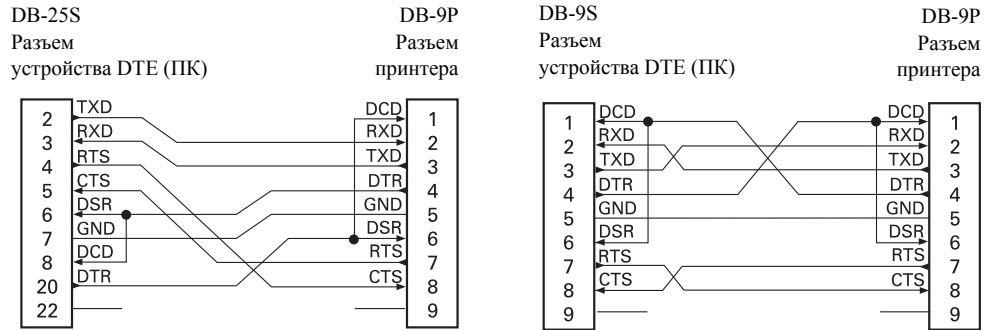 DB-25S
Разъем
устройства DTE (ПК)
DB-9P
Разъем
принтера
2 TXD
3 RXD
4 RTS
5 CTS
6 DSR
7 GND
8 DCD
20 DTR
22
DCD 1
RXD 2
TXD 3
DTR 4
GND 5
DSR 6
RTS 7
CTS 8
9
DB-9S
Разъем
устройства DTE (ПК)
DB-9P
Разъем
принтера
1 DCD
2 RXD
3 TXD
4 DTR
5 GND
6 DSR
7 RTS
8 CTS
9
DCD 1
RXD 2
TXD 3
DTR 4
GND 5
DSR 6
RTS 7
CTS 8
9